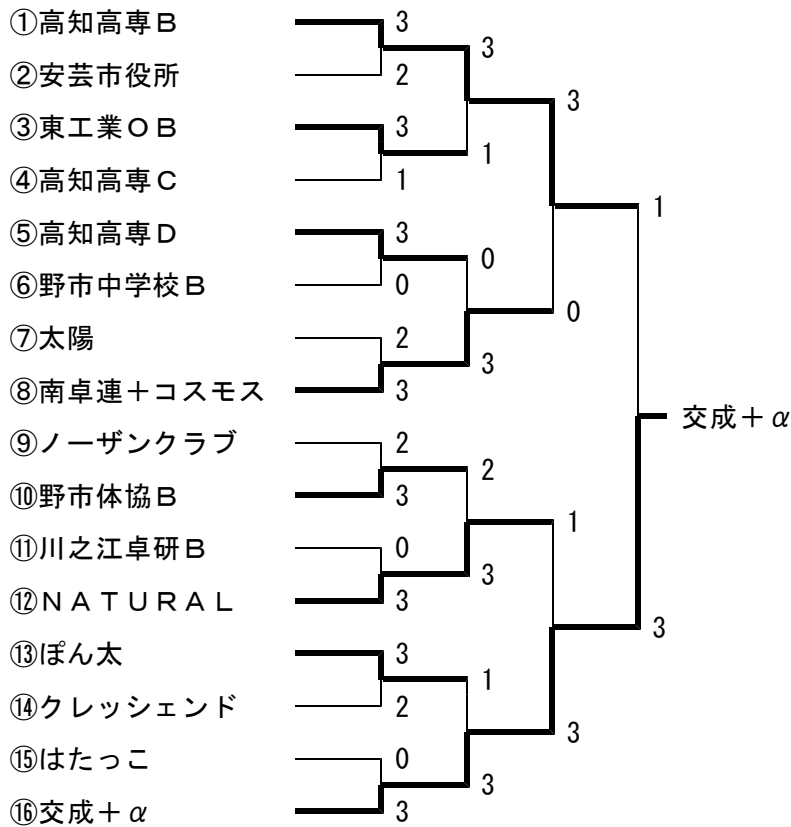 ①高知高専Ｂ 3
3
②安芸市役所 2
3
③東工業ＯＢ 3
1
④高知高専Ｃ 1
1
⑤高知高専Ｄ 3
0
⑥野市中学校Ｂ 0
0
⑦太陽 2
3
⑧南卓連＋コスモス 3
交成＋α
⑨ノーザンクラブ 2
2
⑩野市体協Ｂ 3
1
⑪川之江卓研Ｂ 0
3
⑫ＮＡＴＵＲＡＬ 3
3
⑬ぽん太 3
1
⑭クレッシェンド 2
3
⑮はたっこ 0
3
⑯交成＋α 3